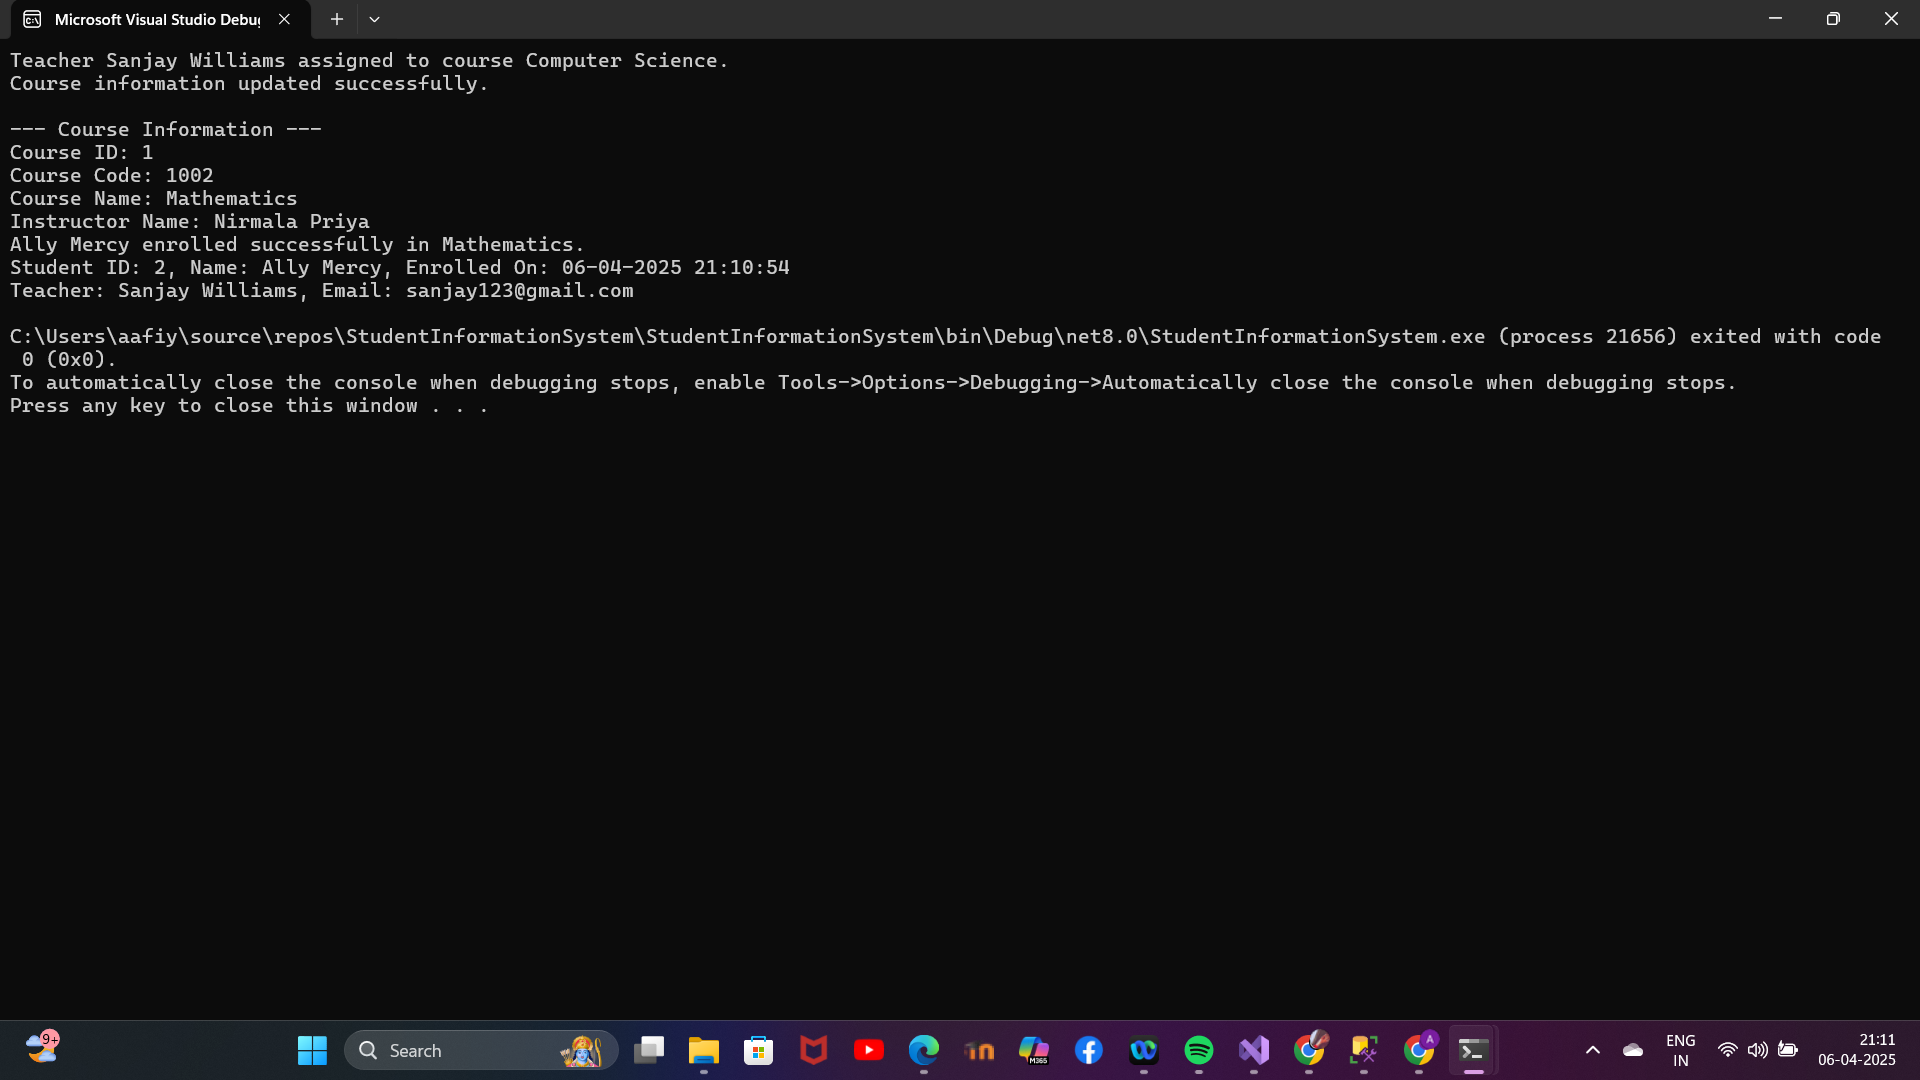 Microsoft Visual Studio Debug
Teacher Sanjay Williams assigned to course Computer Science.
Course information updated successfully.
--- Course Information ---
Course ID: 1
Course Code: 1002
Course Name: Mathematics
Instructor Name: Nirmala Priya
Ally Mercy enrolled successfully in Mathematics.
Student ID: 2, Name: Ally Mercy, Enrolled On: 06-04-2025 21:10:54
Teacher: Sanjay Williams, Email: sanjay123@gmail.com
C:\Users\aafiy\source\repos\StudentInformationSystem\StudentInformationSystem\bin\Debug\net8.0\StudentInformationSystem.exe (process 21656) exited with code
0 (0x0).
To automatically close the console when debugging stops, enable Tools->Options->Debugging->Automatically close the console when debugging stops.
Press any key to close this window . . .
9+
Search
M365
A
ENG
IN
21:11
06-04-2025